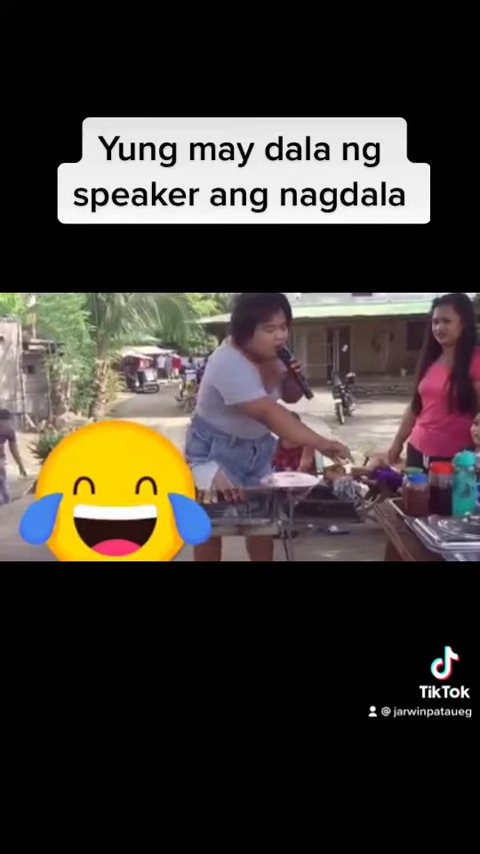 Yung may dala ng
speaker ang nagdala
TikTok
@ jarwinpataueg